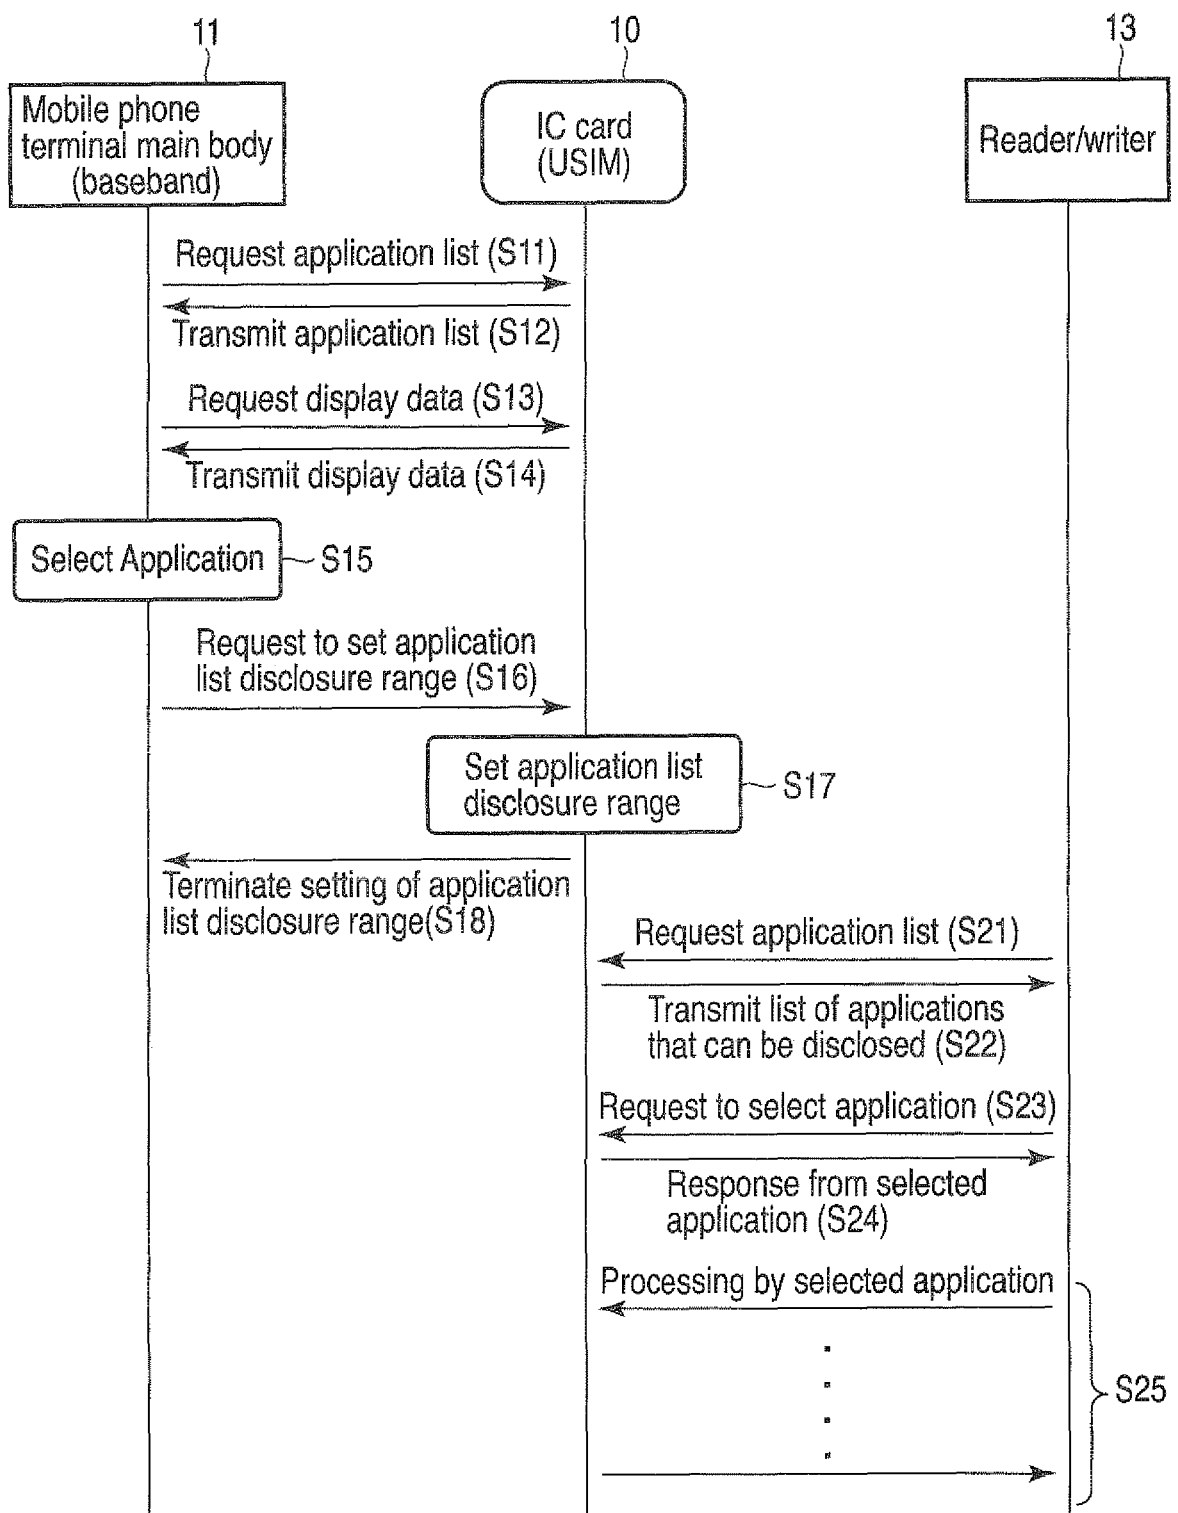 11
10
13
Mobile phone
terminal main body
(baseband)
IC card
(USIM)
Reader/writer
Request application list (S11)
Transmit application list (S12)
Request display data (S13)
Transmit display data (S14)
Select Application
S15
Request to set application
list disclosure range (S16)
Set application list
disclosure range
S17
Terminate setting of application
list disclosure range(S18)
Request application list (S21)
Transmit list of applications
that can be disclosed (S22)
Request to select application (S23)
Response from selected
application (S24)
Processing by selected application
S25